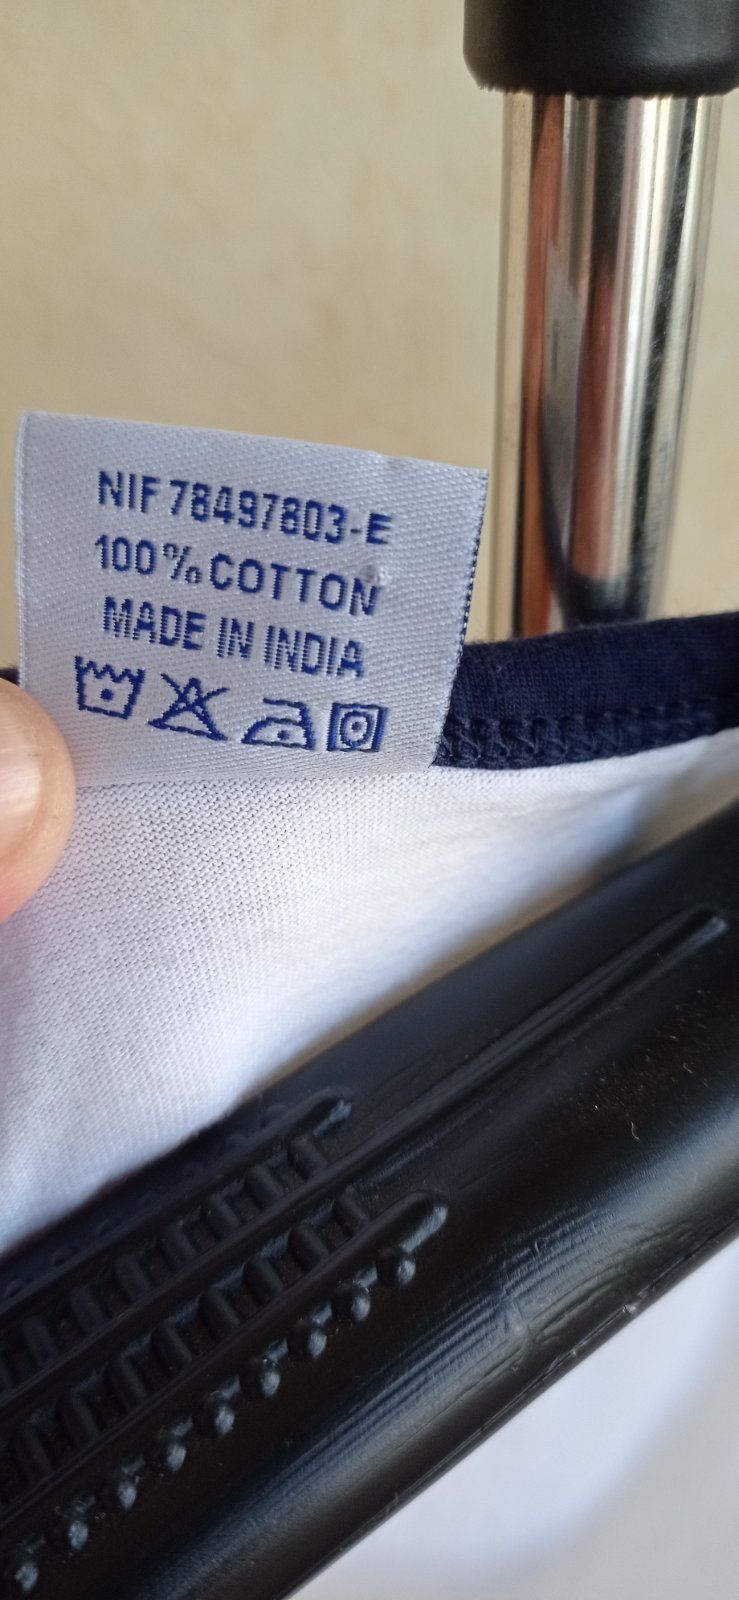 NIF 78497803-E
100% COTTON
MADE IN INDIA